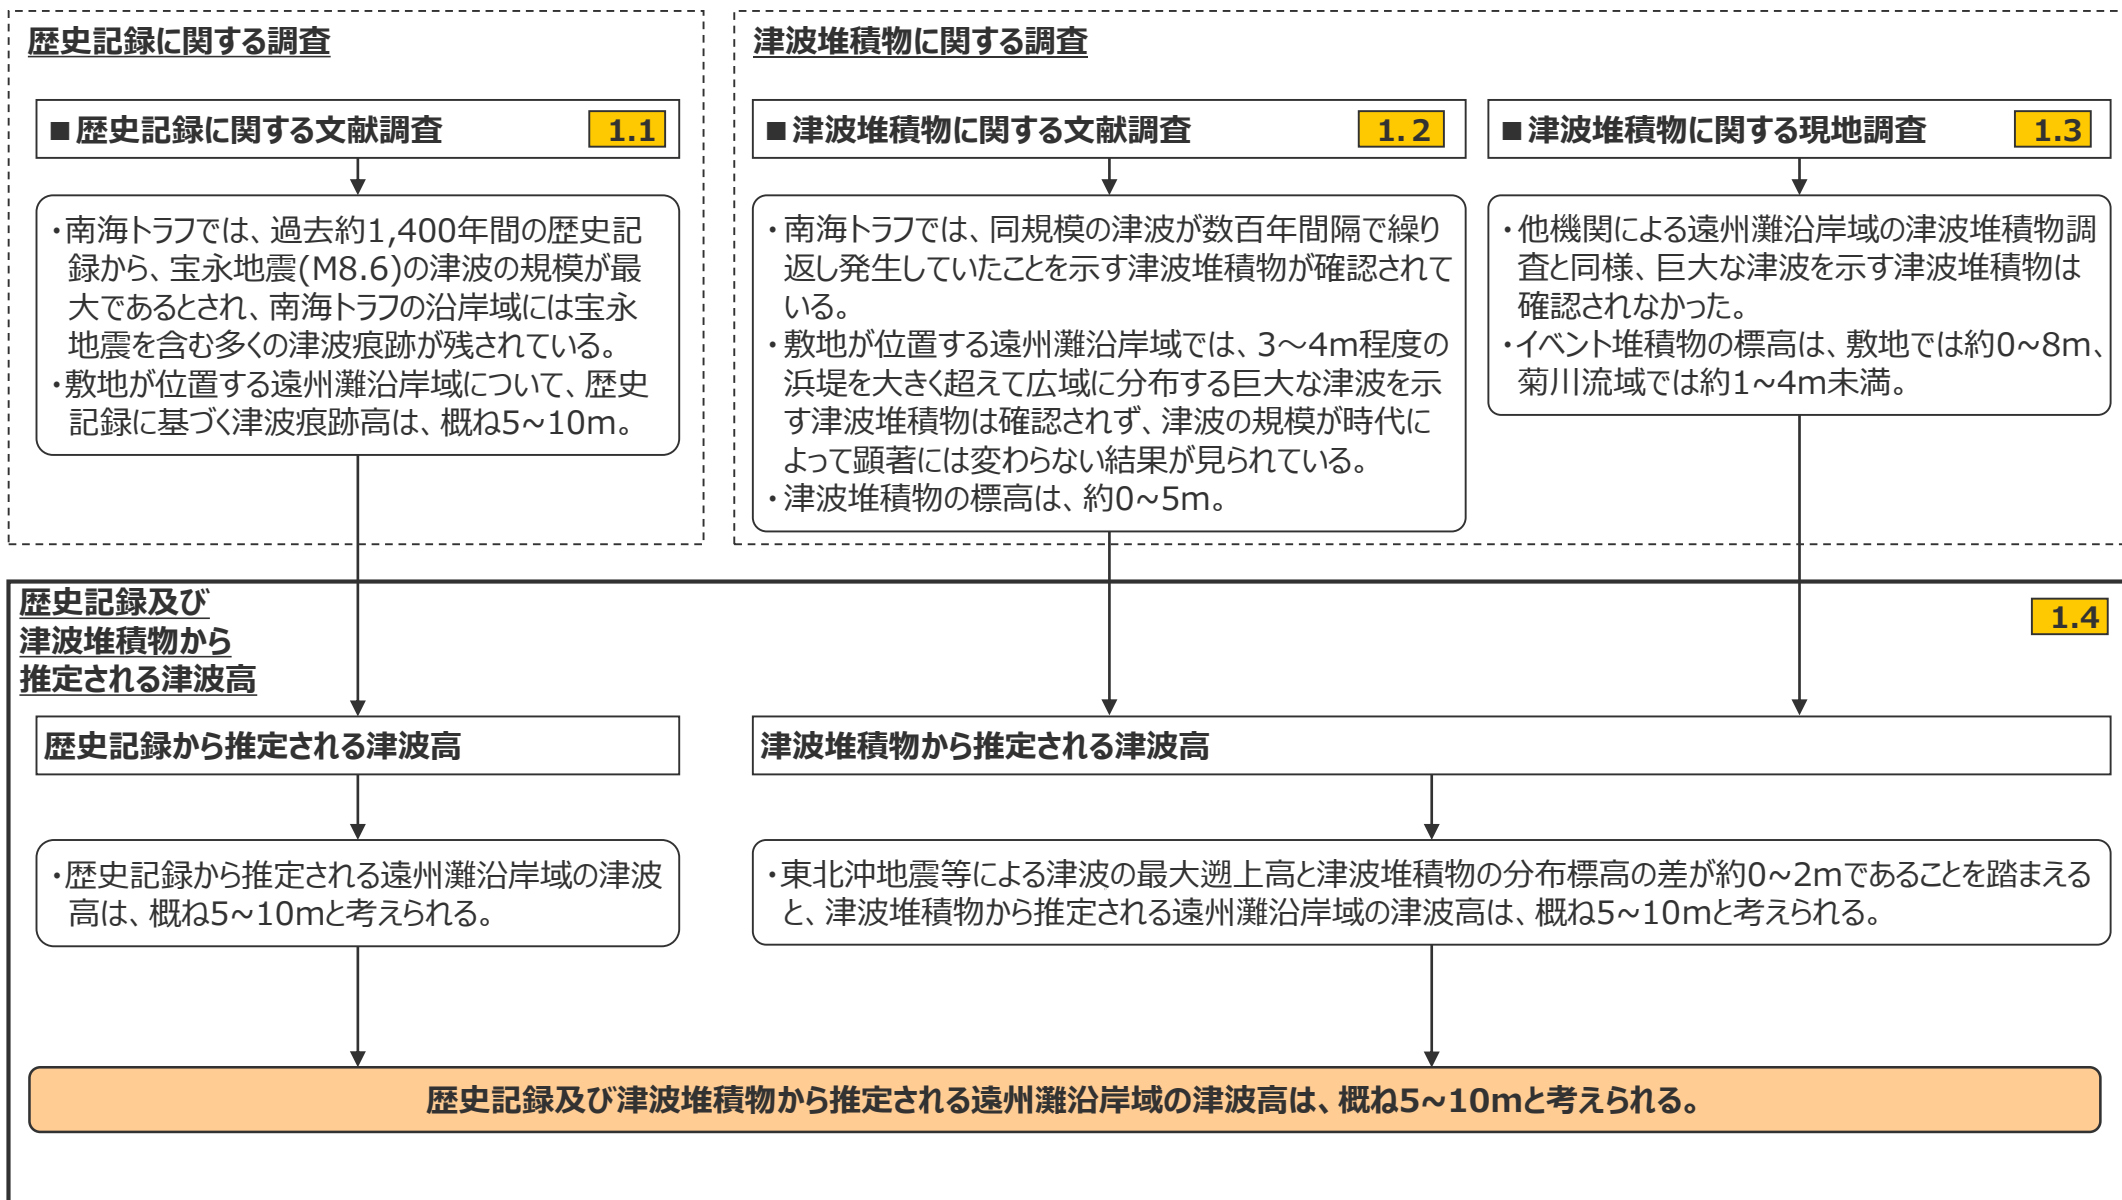 歴史記録に関する調査
■歴史記録に関する文献調査
1.1
・南海トラフでは、過去約1,400年間の歴史記
録から、宝永地震(M8.6)の津波の規模が最
大であるとされ、南海トラフの沿岸域には宝永
地震を含む多くの津波痕跡が残されている。
・敷地が位置する遠州灘沿岸域について、歴史
記録に基づく津波痕跡高は、概ね5~10m。
津波堆積物に関する調査
■津波堆積物に関する文献調査
1.2
・南海トラフでは、同規模の津波が数百年間隔で繰り
返し発生していたことを示す津波堆積物が確認されて
いる。
・敷地が位置する遠州灘沿岸域では、3～4m程度の
浜堤を大きく超えて広域に分布する巨大な津波を示
す津波堆積物は確認されず、津波の規模が時代に
よって顕著には変わらない結果が見られている。
・津波堆積物の標高は、約0~5m。
■津波堆積物に関する現地調査
1.3
・他機関による遠州灘沿岸域の津波堆積物調
査と同様、巨大な津波を示す津波堆積物は
確認されなかった。
・イベント堆積物の標高は、敷地では約0~8m、
菊川流域では約1~4m未満。
歴史記録及び
津波堆積物から
推定される津波高
1.4
歴史記録から推定される津波高
・歴史記録から推定される遠州灘沿岸域の津波
高は、概ね5~10mと考えられる。
津波堆積物から推定される津波高
・東北沖地震等による津波の最大遡上高と津波堆積物の分布標高の差が約0~2mであることを踏まえる
と、津波堆積物から推定される遠州灘沿岸域の津波高は、概ね5~10mと考えられる。
歴史記録及び津波堆積物から推定される遠州灘沿岸域の津波高は、概ね5~10mと考えられる。